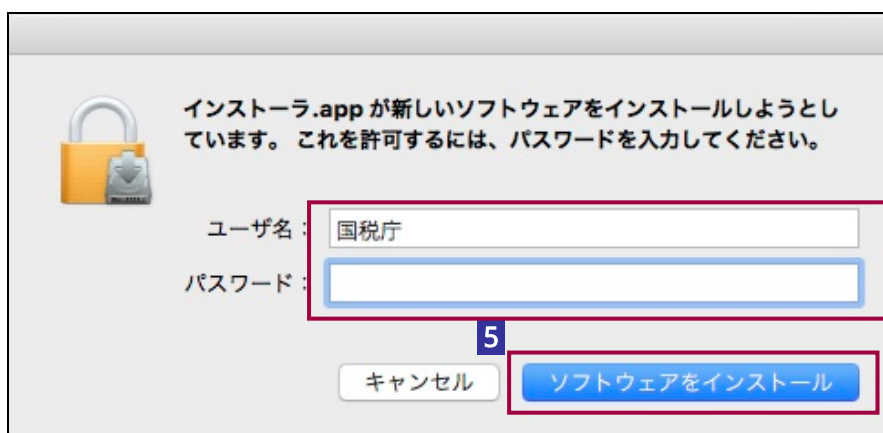 インストーラ.app が新しいソフトウェアをインストールしようとし
ています。 これを許可するには、パスワードを入力してください。
ユーザ名： 国税庁
パスワード：
5
キャンセル ソフトウェアをインストール